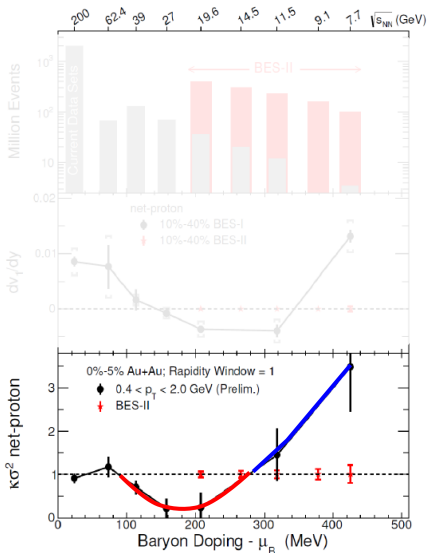 200 62.4 39 27 19.6 14.5 11.5 9.1 7.7 √sNN (GeV)
BES-II
Million Events
10³
10²
10
Current Data Sets
0.02
net-proton
10%-40% BES-I
10%-40% BES-II
dv₁/dy
0.01
0
0%-5% Au+Au; Rapidity Window = 1
0.4 < pT < 2.0 GeV (Prelim.)
BES-II
κσ² net-proton
3
2
1
0
0 100 200 300 400 500
Baryon Doping - μB (MeV)